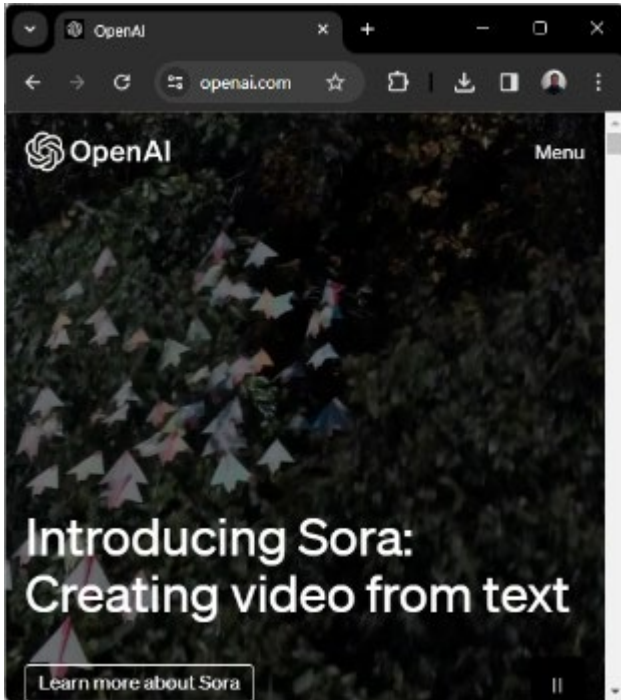 OpenAI
openai.com
OpenAI
Menu
Introducing Sora:
Creating video from text
Learn more about Sora